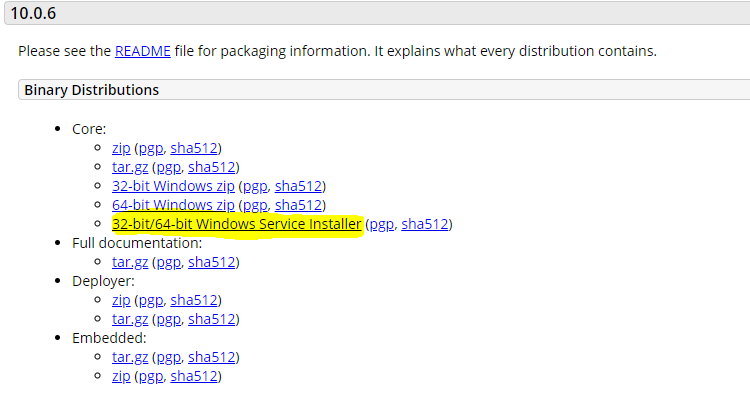 10.0.6
Please see the README file for packaging information. It explains what every distribution contains.
Binary Distributions
Core:
zip (pgp, sha512)
tar.gz (pgp, sha512)
32-bit Windows zip (pgp, sha512)
64-bit Windows zip (pgp, sha512)
32-bit/64-bit Windows Service Installer (pgp, sha512)
Full documentation:
tar.gz (pgp, sha512)
Deployer:
zip (pgp, sha512)
tar.gz (pgp, sha512)
Embedded:
tar.gz (pgp, sha512)
zip (pgp, sha512)